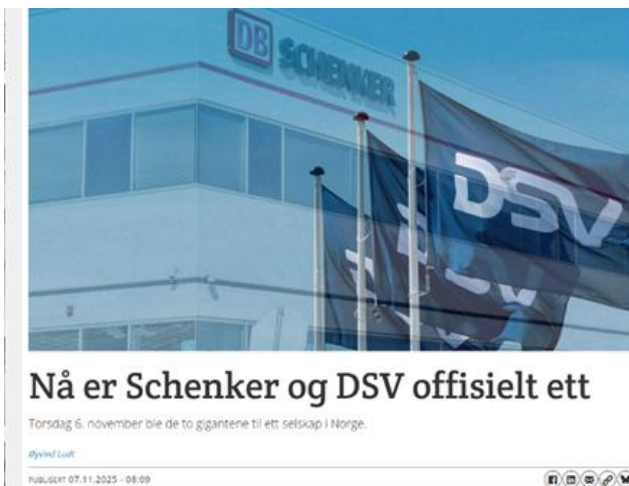 DB SCHENKER
DSV
Nå er Schenker og DSV offisielt ett
Torsdag 6. november ble de to gigantene til ett selskap i Norge.
Øyvind Ludt
PUBLISERT 07.11.2025 - 08:09